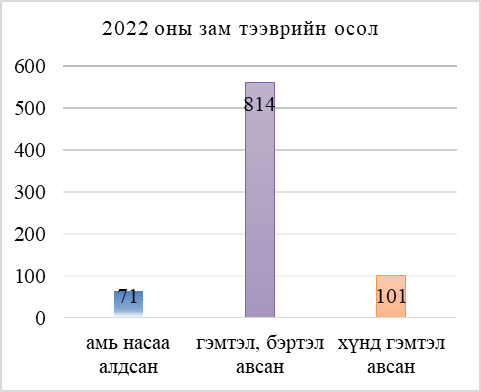 2022 оны зам тээврийн осол
600
500
400
300
200
100
0
814
71
101
амь насаа
алдсан
гэмтэл, бэртэл
авсан
хүнд гэмтэл
авсан